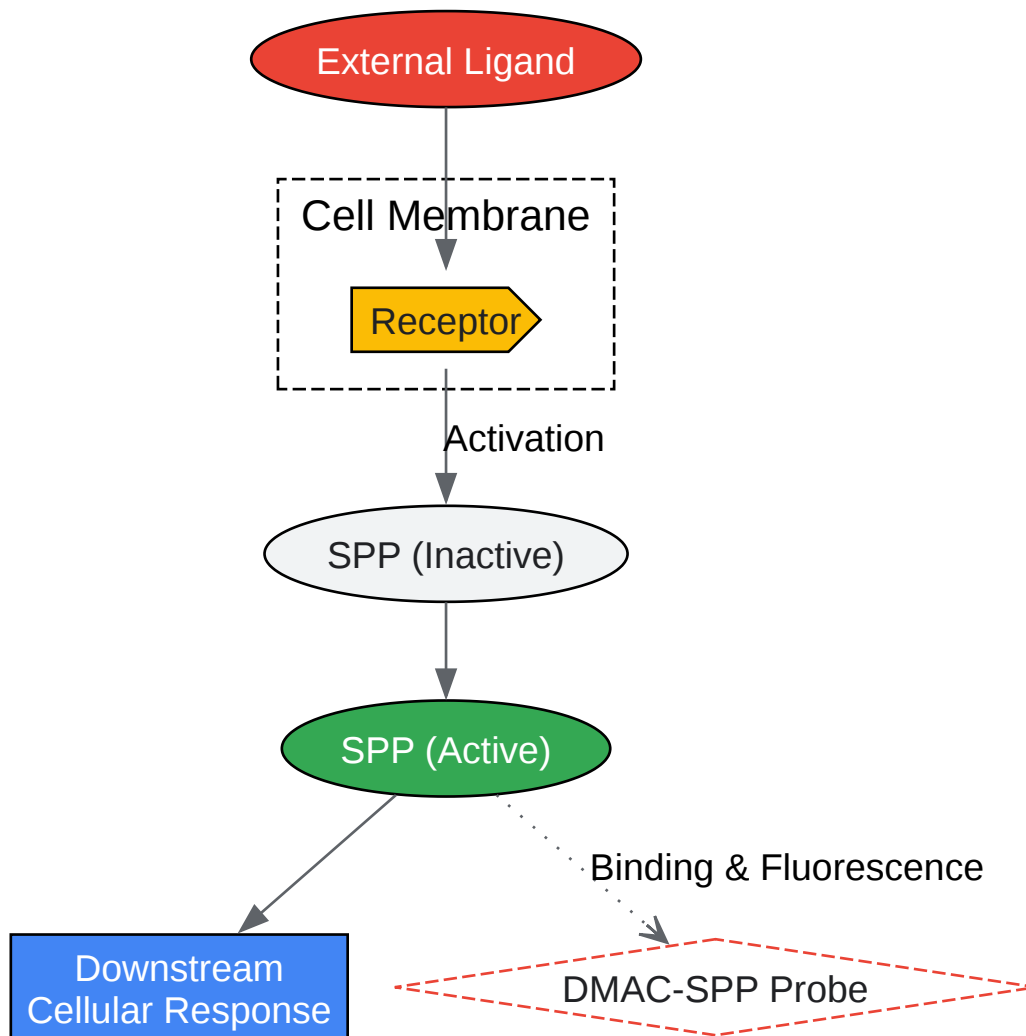 External Ligand
Cell Membrane
Receptor
Activation
SPP (Inactive)
SPP (Active)
Binding & Fluorescence
Downstream
Cellular Response
DMAC-SPP Probe